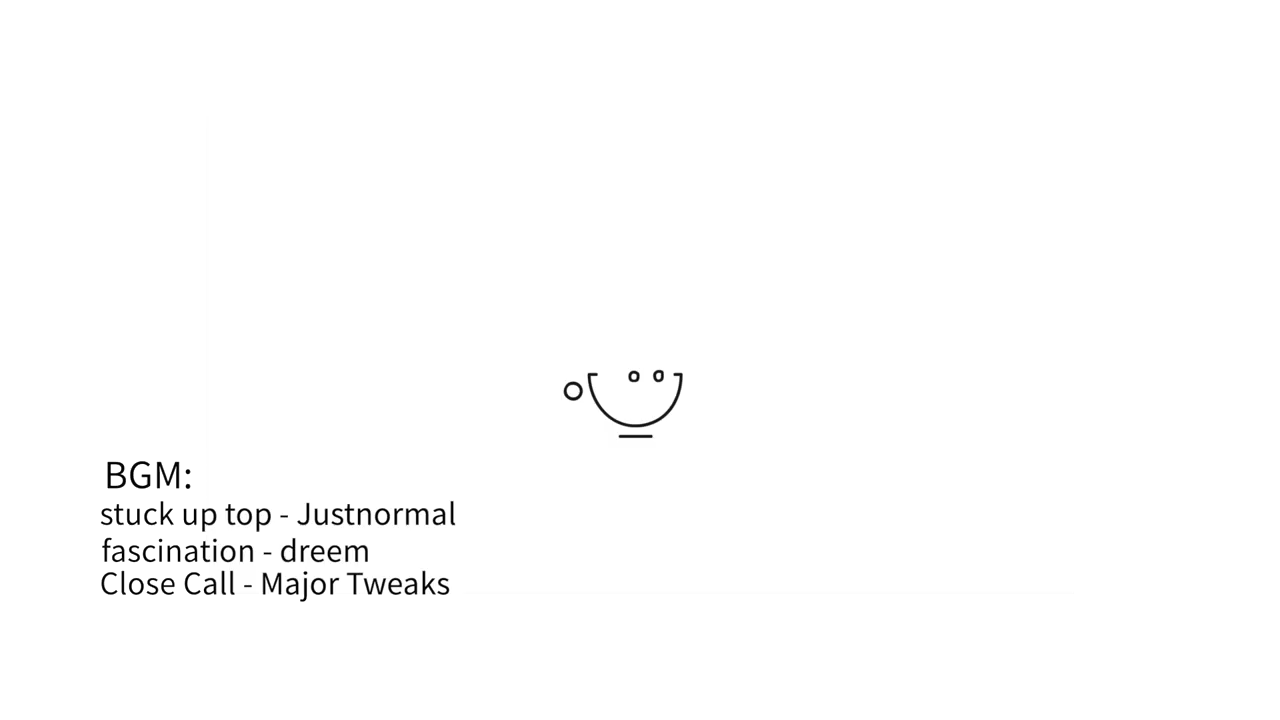 BGM:
stuck up top - Justnormal
fascination - dreem
Close Call - Major Tweaks